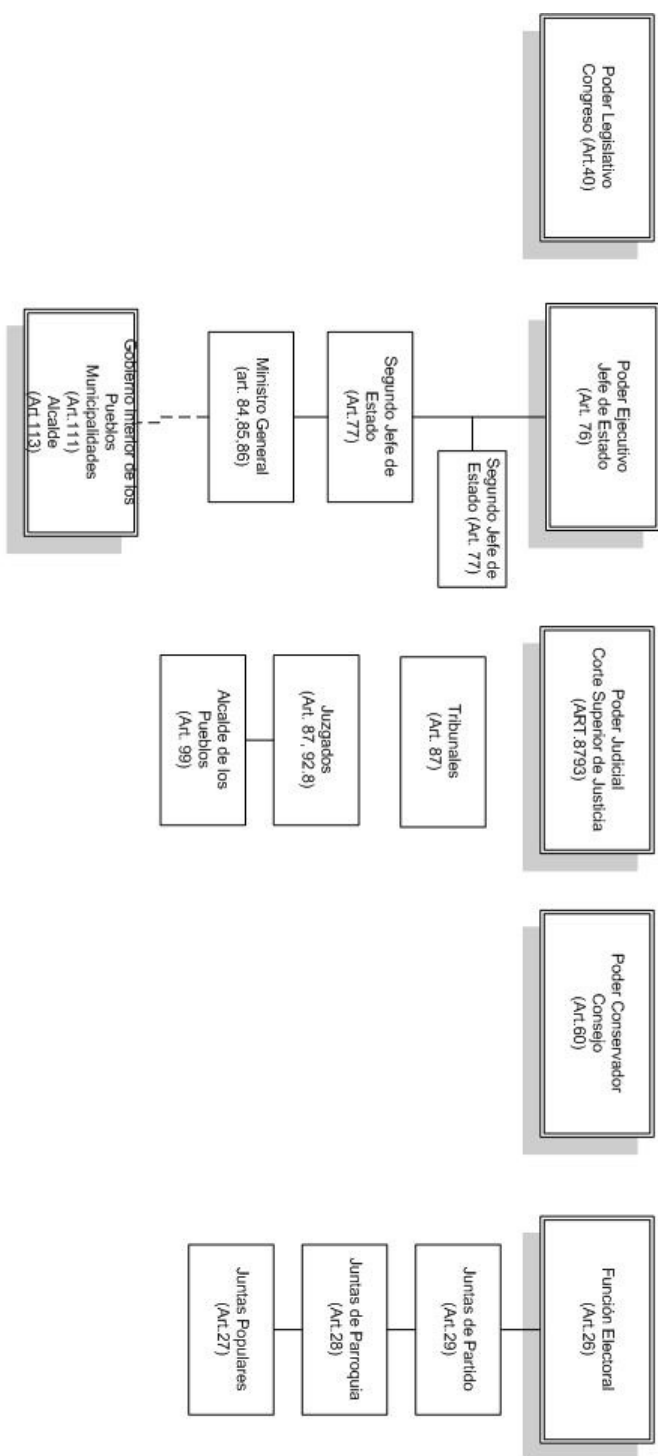 Poder Legislativo
Congreso (Art.40)
Poder Ejecutivo
Jefe de Estado
(Art. 76)
Segundo Jefe de
Estado (Art. 77)
Segundo Jefe de
Estado
(Art.77)
Ministro General
(art. 84,85,86)
Gobierno Interior de los
Pueblos
Municipalidades
(Art.111)
Alcalde
(Art.113)
Poder Judicial
Corte Superior de Justicia
(ART.8793)
Tribunales
(Art. 87)
Juzgados
(Art. 87, 92.8)
Alcalde de los
Pueblos
(Art. 99)
Poder Conservador
Consejo
(Art.60)
Función Electoral
(Art.26)
Juntas de Partido
(Art.29)
Juntas de Parroquia
(Art.28)
Juntas Populares
(Art.27)